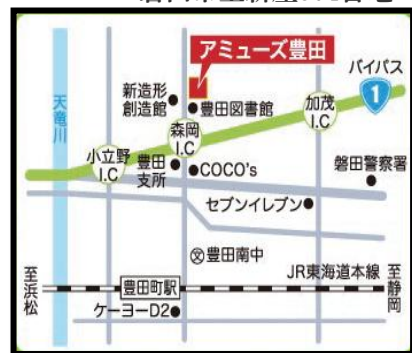 アミューズ豊田
バイパス
1
天竜川
新造形
創造館
豊田図書館
加茂
I.C
森岡
I.C
小立野
I.C
豊田
支所
COCO's
磐田警察署
セブンイレブン
文
豊田南中
JR東海道本線
至浜松
豊田町駅
至静岡
ケーヨーD2